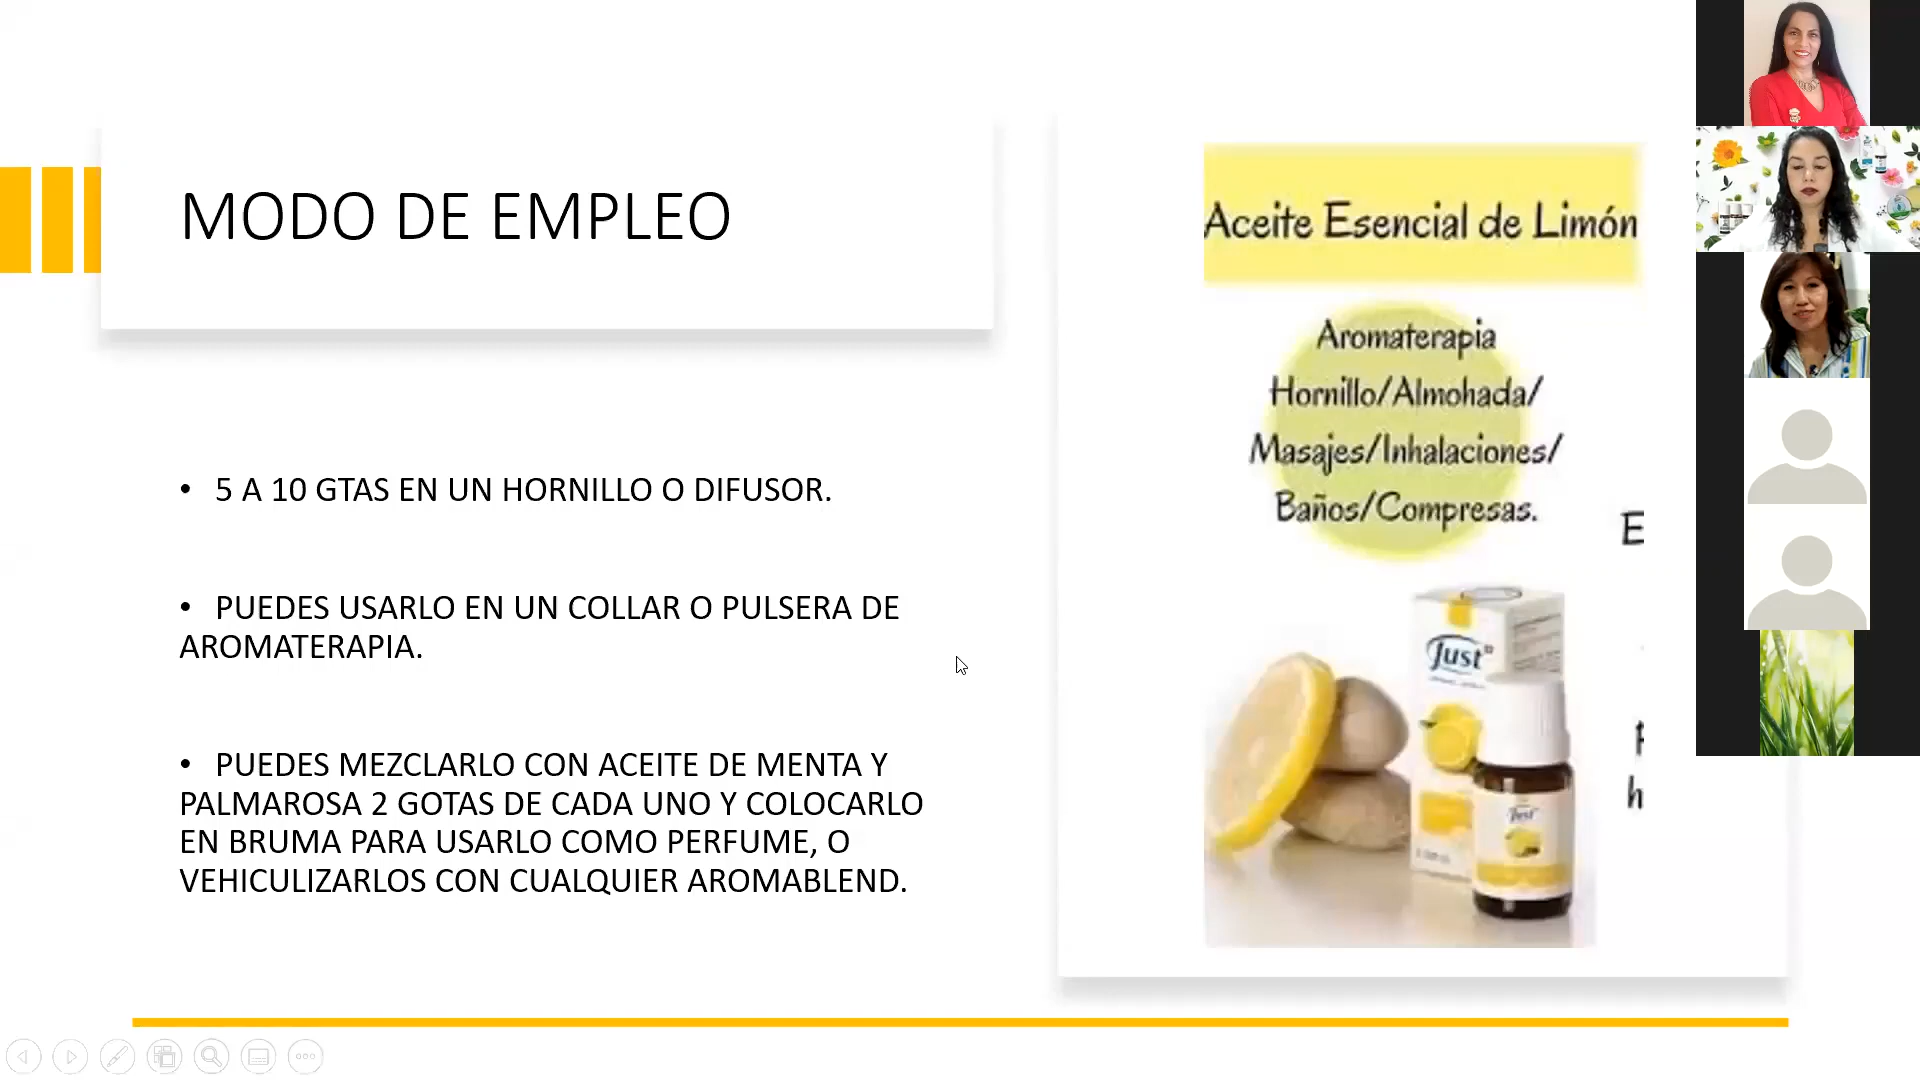 MODO DE EMPLEO
• 5 A 10 GTAS EN UN HORNILLO O DIFUSOR.
• PUEDES USARLO EN UN COLLAR O PULSERA DE
AROMATERAPIA.
• PUEDES MEZCLARLO CON ACEITE DE MENTA Y
PALMAROSA 2 GOTAS DE CADA UNO Y COLOCARLO
EN BRUMA PARA USARLO COMO PERFUME, O
VEHICULIZARLOS CON CUALQUIER AROMABLEND.
Aceite Esencial de Limón
Aromaterapia
Hornillo/Almohada/
Masajes/Inhalaciones/
Baños/Compresas.
E
h
Just
Just